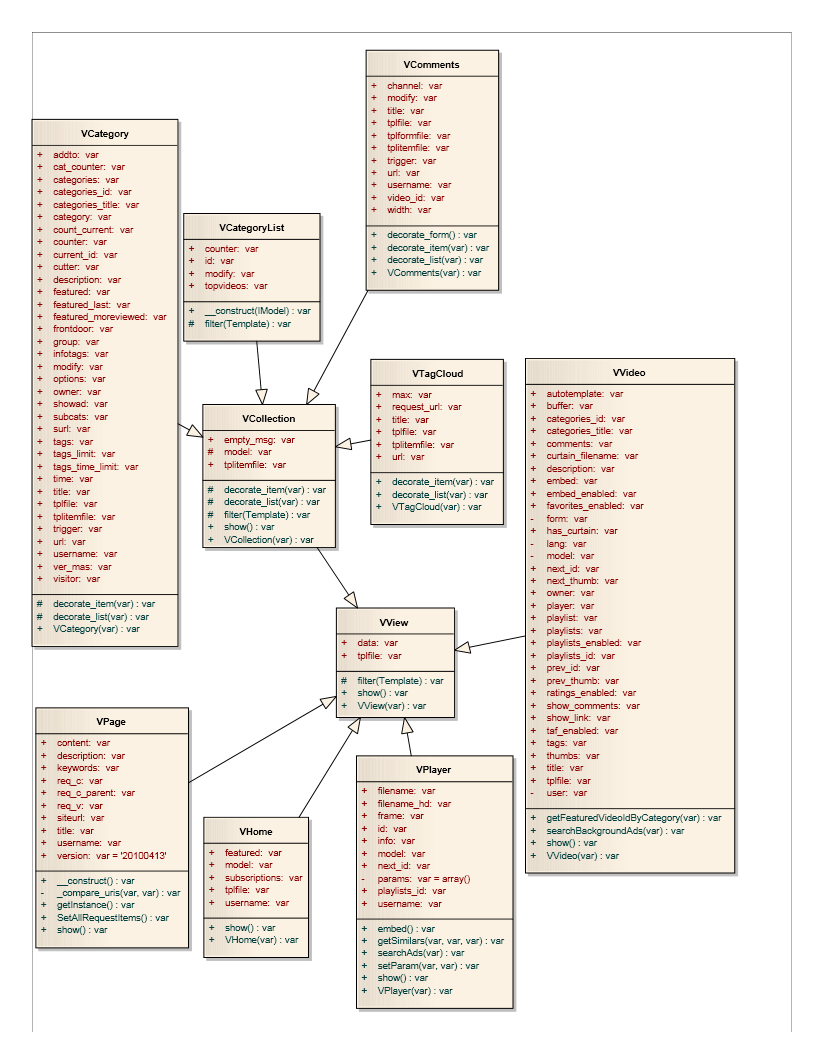 VComments
+ channel: var
+ modify: var
+ title: var
+ tplfile: var
+ tplformfile: var
+ tplitemfile: var
+ trigger: var
+ url: var
+ username: var
+ video_id: var
+ width: var
+ decorate_form() : var
+ decorate_item(var) : var
+ decorate_list(var) : var
+ VComments(var) : var
VCategory
+ addto: var
+ cat_counter: var
+ categories: var
+ categories_id: var
+ categories_title: var
+ category: var
+ count_current: var
+ counter: var
+ current_id: var
+ cutter: var
+ description: var
+ featured: var
+ featured_last: var
+ featured_moreviewed: var
+ frontdoor: var
+ group: var
+ infotags: var
+ modify: var
+ options: var
+ owner: var
+ showad: var
+ subcats: var
+ surl: var
+ tags: var
+ tags_limit: var
+ tags_time_limit: var
+ time: var
+ title: var
+ tplfile: var
+ tplitemfile: var
+ trigger: var
+ url: var
+ username: var
+ ver_mas: var
+ visitor: var
# decorate_item(var) : var
# decorate_list(var) : var
+ VCategory(var) : var
VCategoryList
+ counter: var
+ id: var
+ modify: var
+ topvideos: var
+ __construct(IModel) : var
# filter(Template) : var
VTagCloud
+ max: var
+ request_url: var
+ title: var
+ tplfile: var
+ tplitemfile: var
+ url: var
+ decorate_item(var) : var
+ decorate_list(var) : var
+ VTagCloud(var) : var
VVideo
+ autotemplate: var
+ buffer: var
+ categories_id: var
+ categories_title: var
+ comments: var
+ curtain_filename: var
+ description: var
+ embed: var
+ embed_enabled: var
+ favorites_enabled: var
- form: var
+ has_curtain: var
- lang: var
- model: var
+ next_id: var
+ next_thumb: var
+ owner: var
+ player: var
+ playlist: var
+ playlists: var
+ playlists_enabled: var
+ playlists_id: var
+ prev_id: var
+ prev_thumb: var
+ ratings_enabled: var
+ show_comments: var
+ show_link: var
+ taf_enabled: var
+ tags: var
+ thumbs: var
+ title: var
+ tplfile: var
- user: var
+ getFeaturedVideoIdByCategory(var) : var
+ searchBackgroundAds(var) : var
+ show() : var
+ VVideo(var) : var
VCollection
+ empty_msg: var
# model: var
+ tplitemfile: var
# decorate_item(var) : var
# decorate_list(var) : var
# filter(Template) : var
+ show() : var
+ VCollection(var) : var
VView
+ data: var
+ tplfile: var
# filter(Template) : var
+ show() : var
+ VView(var) : var
VPage
+ content: var
+ description: var
+ keywords: var
+ req_c: var
+ req_c_parent: var
+ req_v: var
+ siteurl: var
+ title: var
+ username: var
+ version: var = '20100413'
+ __construct() : var
- _compare_uris(var, var) : var
+ getInstance() : var
+ SetAllRequestItems() : var
+ show() : var
VHome
+ featured: var
+ model: var
+ subscriptions: var
+ tplfile: var
+ username: var
+ show() : var
+ VHome(var) : var
VPlayer
+ filename: var
+ filename_hd: var
+ frame: var
+ id: var
+ info: var
+ model: var
+ next_id: var
- params: var = array()
+ playlists_id: var
+ username: var
+ embed() : var
+ getSimilars(var, var, var) : var
+ searchAds(var) : var
+ setParam(var, var) : var
+ show() : var
+ VPlayer(var) : var